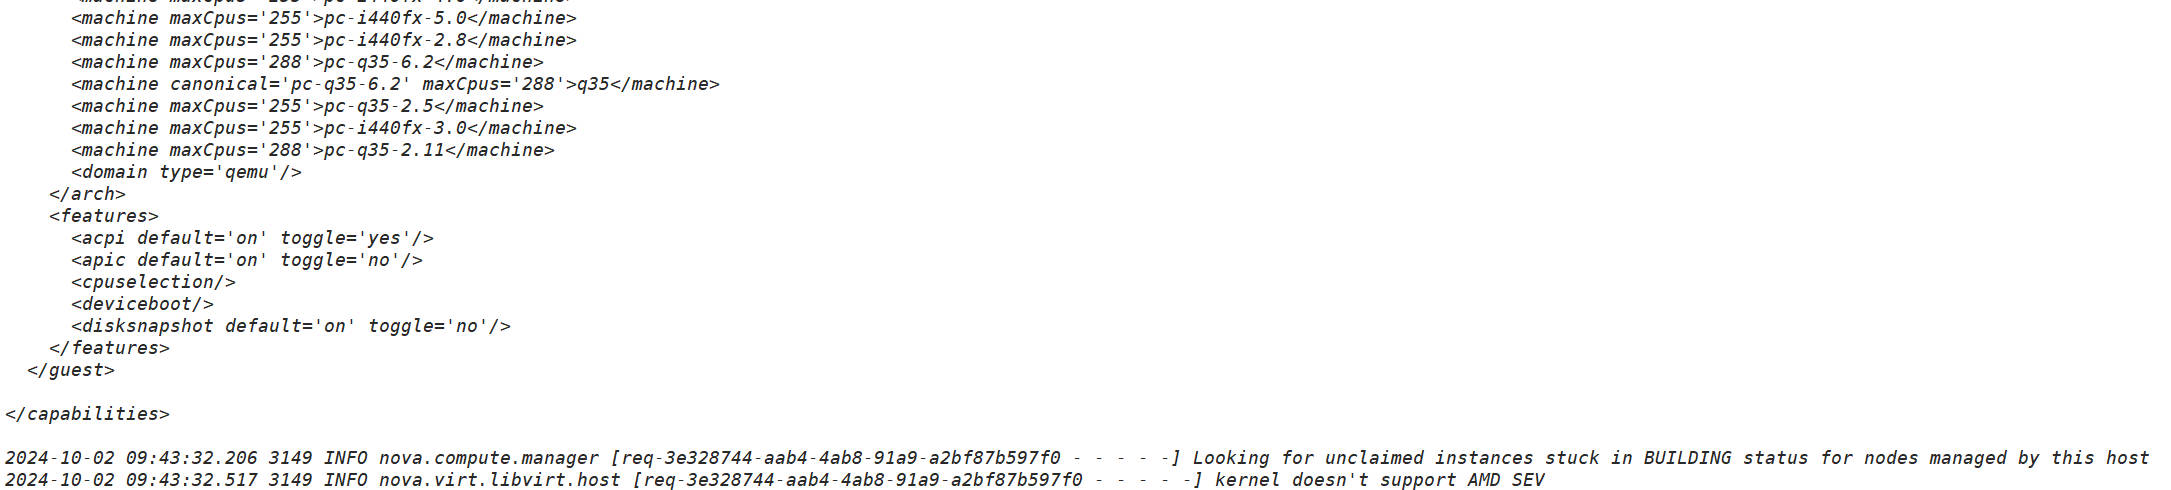 <machine maxCpus='255'>pc-i440fx-5.0</machine>
<machine maxCpus='255'>pc-i440fx-2.8</machine>
<machine maxCpus='288'>pc-q35-6.2</machine>
<machine canonical='pc-q35-6.2' maxCpus='288'>q35</machine>
<machine maxCpus='255'>pc-q35-2.5</machine>
<machine maxCpus='255'>pc-i440fx-3.0</machine>
<machine maxCpus='288'>pc-q35-2.11</machine>
<domain type='qemu'/>
</arch>
<features>
<acpi default='on' toggle='yes'/>
<apic default='on' toggle='no'/>
<cpuselection/>
<deviceboot/>
<disksnapshot default='on' toggle='no'/>
</features>
</guest>
</capabilities>
2024-10-02 09:43:32.206 3149 INFO nova.compute.manager [req-3e328744-aab4-4ab8-91a9-a2bf87b597f0 - - - - -] Looking for unclaimed instances stuck in BUILDING status for nodes managed by this host
2024-10-02 09:43:32.517 3149 INFO nova.virt.libvirt.host [req-3e328744-aab4-4ab8-91a9-a2bf87b597f0 - - - - -] kernel doesn't support AMD SEV